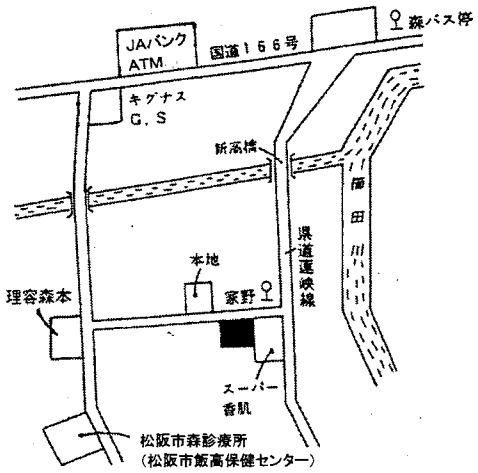 森バス停
JAバンク
ATM
国道166号
キグナス
G,S
新高橋
櫛田川
県道蓮峡線
本地
家野
理容森本
スーパー
香肌
松阪市森診療所
(松阪市飯高保健センター)